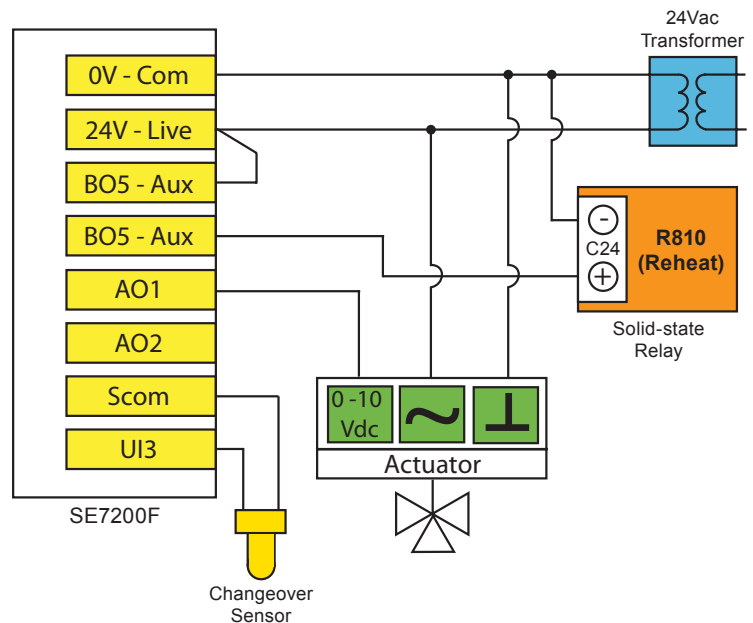 24Vac
Transformer
0V - Com
24V - Live
BO5 - Aux
BO5 - Aux
AO1
AO2
Scom
UI3
SE7200F
-
C24
+
R810
(Reheat)
Solid-state
Relay
0 -10
Vdc
Actuator
Changeover
Sensor